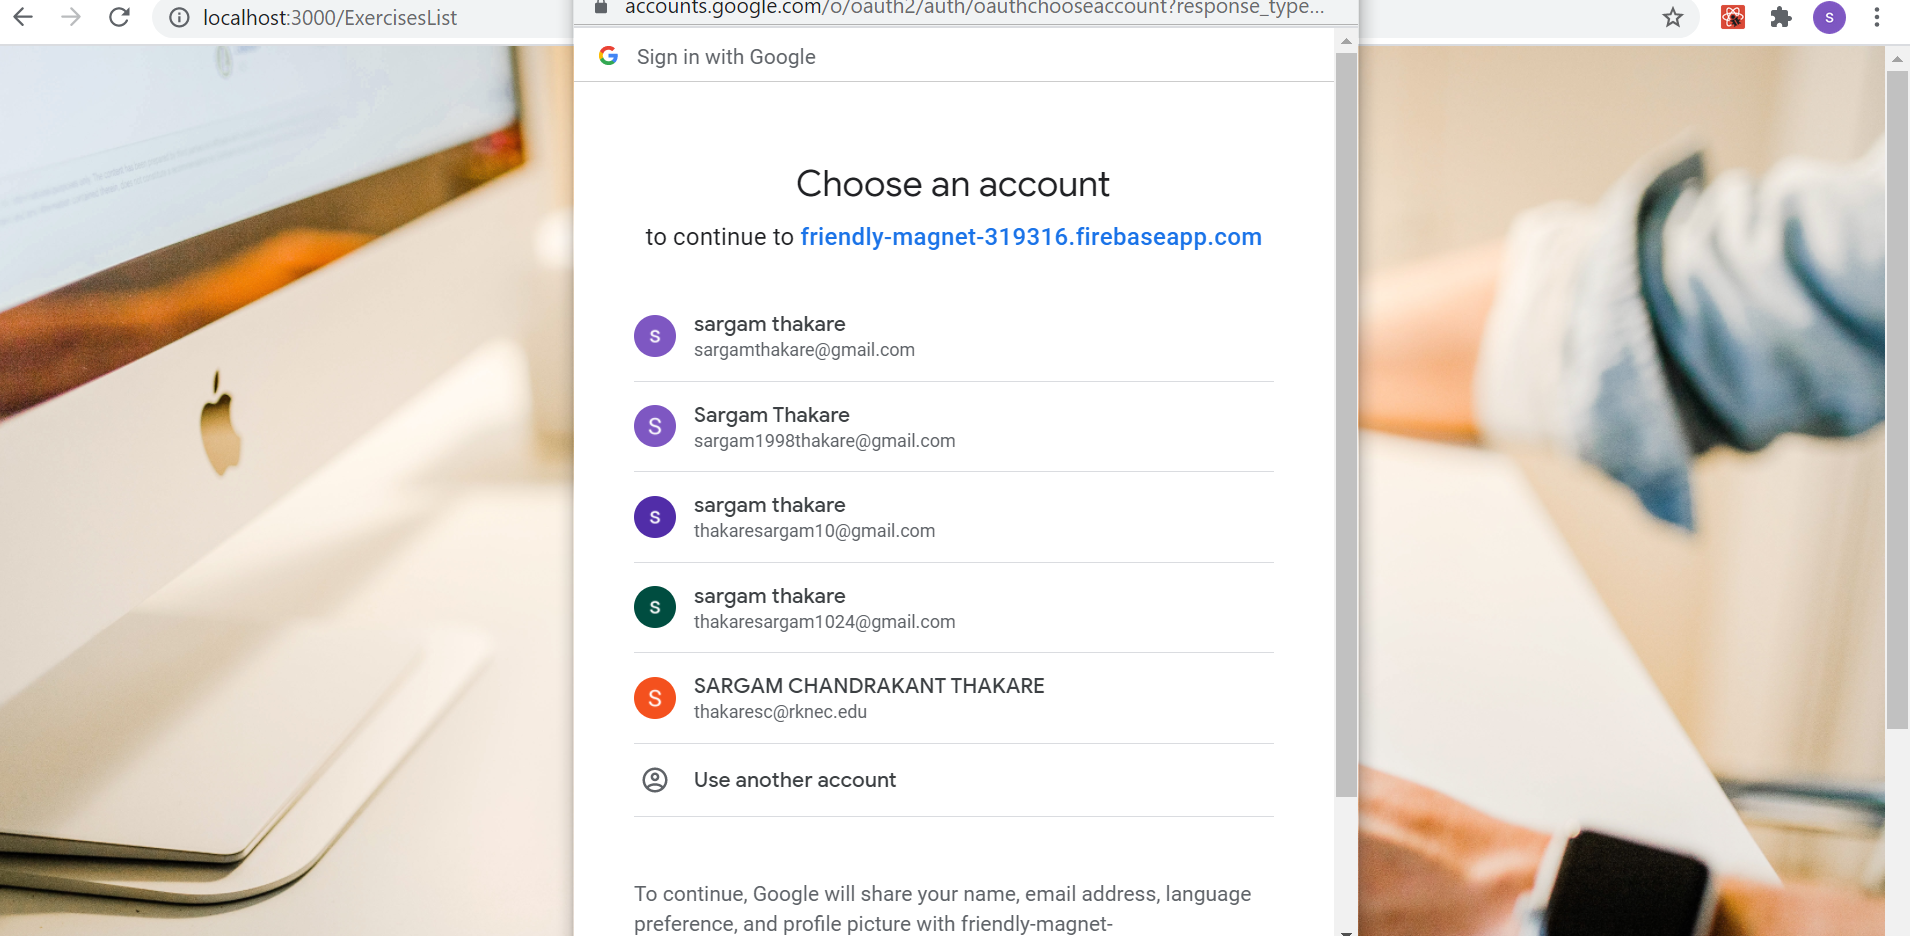 localhost:3000/ExercisesList
accounts.google.com/o/oauth2/auth/oauthchooseaccount?response_type...
S
Sign in with Google
Choose an account
to continue to friendly-magnet-319316.firebaseapp.com
s
sargam thakare
sargamthakare@gmail.com
S
Sargam Thakare
sargam1998thakare@gmail.com
s
sargam thakare
thakaresargam10@gmail.com
s
sargam thakare
thakaresargam1024@gmail.com
S
SARGAM CHANDRAKANT THAKARE
thakaresc@rknec.edu
Use another account
To continue, Google will share your name, email address, language
preference, and profile picture with friendly-magnet-